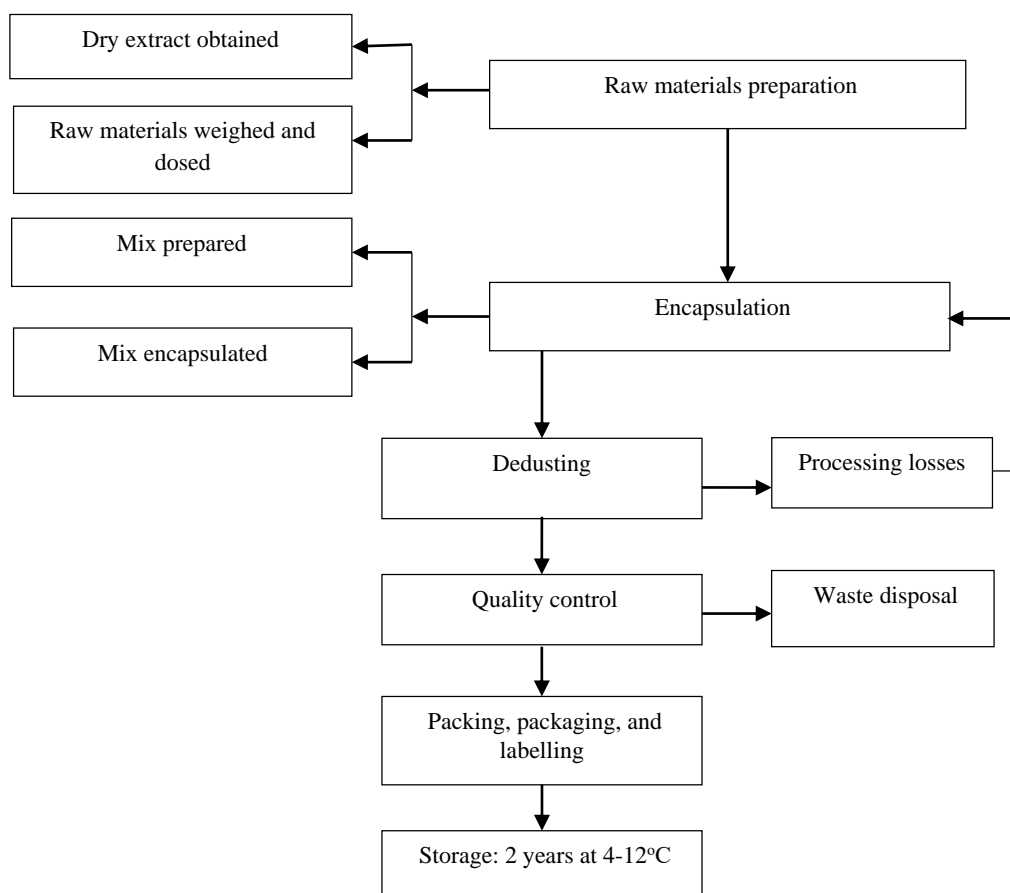 Dry extract obtained
Raw materials preparation
Raw materials weighed and
dosed
Mix prepared
Encapsulation
Mix encapsulated
Dedusting
Processing losses
Quality control
Waste disposal
Packing, packaging, and
labelling
Storage: 2 years at 4-12ºC